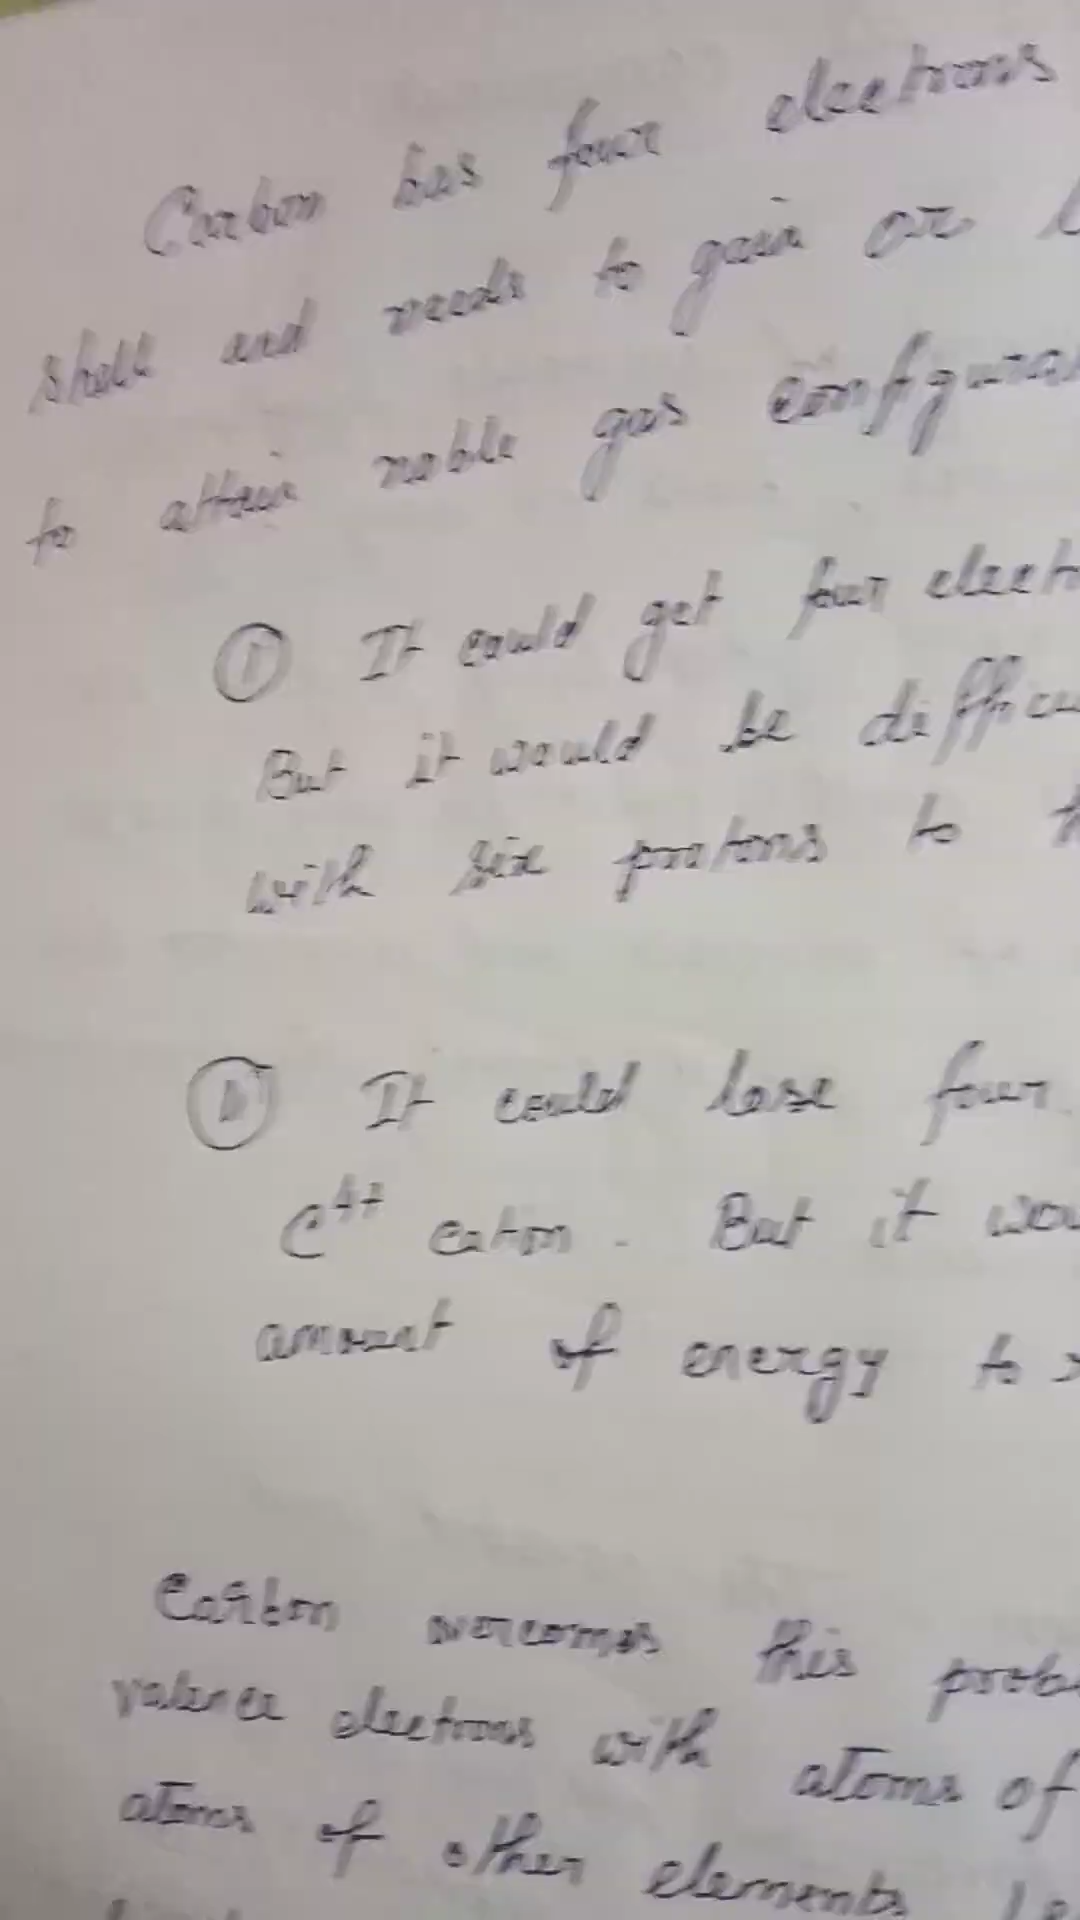 Carbon has four electrons
shell and needs to gain or
to attain noble gas configura
① It could get four elect
But it would be difficu
with six protons to
It could lose four
C4+ cation. But it wou
amount of energy to
Carbon overcomes this prob
valence electrons with atoms of
atoms of other elements